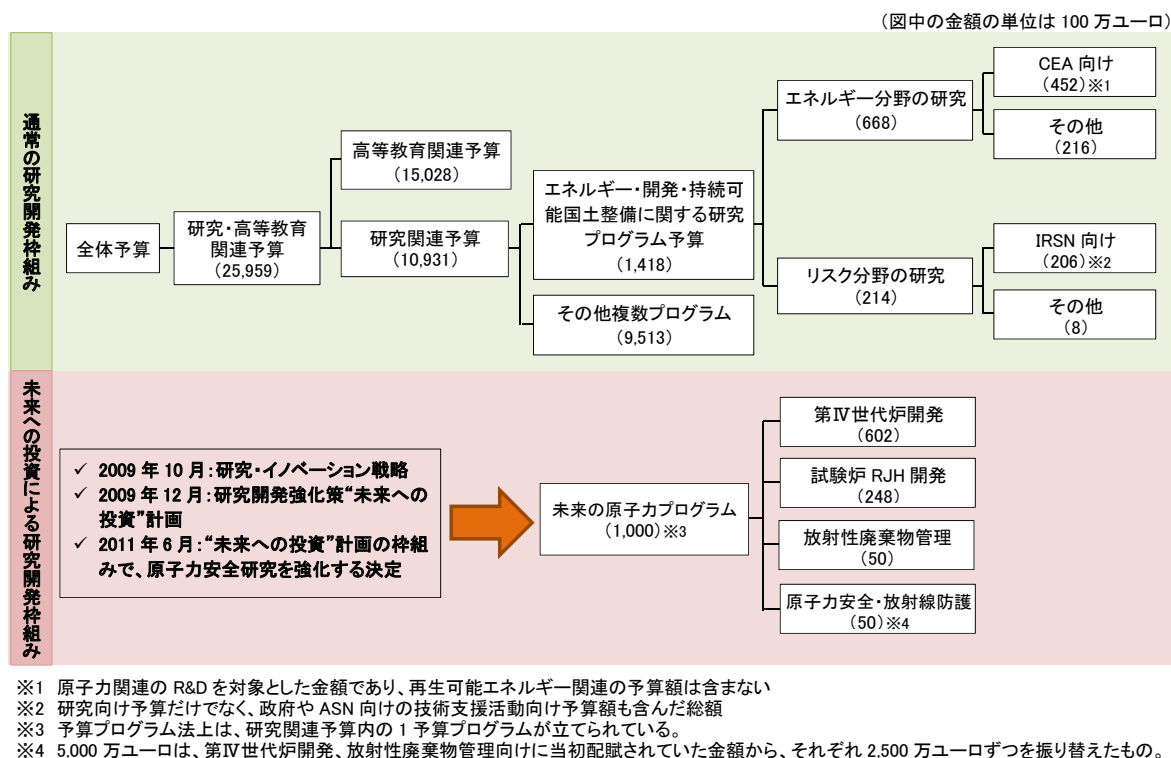 (図中の金額の単位は 100 万ユーロ)
通常の研究開発枠組み
全体予算
研究・高等教育
関連予算
(25,959)
高等教育関連予算
(15,028)
研究関連予算
(10,931)
エネルギー・開発・持続可
能国土整備に関する研究
プログラム予算
(1,418)
その他複数プログラム
(9,513)
エネルギー分野の研究
(668)
CEA 向け
(452)※1
その他
(216)
リスク分野の研究
(214)
IRSN 向け
(206)※2
その他
(8)
未来への投資による研究開発枠組み
✓ 2009 年 10 月:研究・イノベーション戦略
✓ 2009 年 12 月:研究開発強化策“未来への
投資”計画
✓ 2011 年 6 月:“未来への投資”計画の枠組
みで、原子力安全研究を強化する決定
未来の原子力プログラム
(1,000)※3
第Ⅳ世代炉開発
(602)
試験炉 RJH 開発
(248)
放射性廃棄物管理
(50)
原子力安全・放射線防護
(50)※4
※1 原子力関連の R&D を対象とした金額であり、再生可能エネルギー関連の予算額は含まない
※2 研究向け予算だけでなく、政府や ASN 向けの技術支援活動向け予算額も含んだ総額
※3 予算プログラム法上は、研究関連予算内の 1 予算プログラムが立てられている。
※4 5,000 万ユーロは、第Ⅳ世代炉開発、放射性廃棄物管理向けに当初配賦されていた金額から、それぞれ 2,500 万ユーロずつを振り替えたもの。